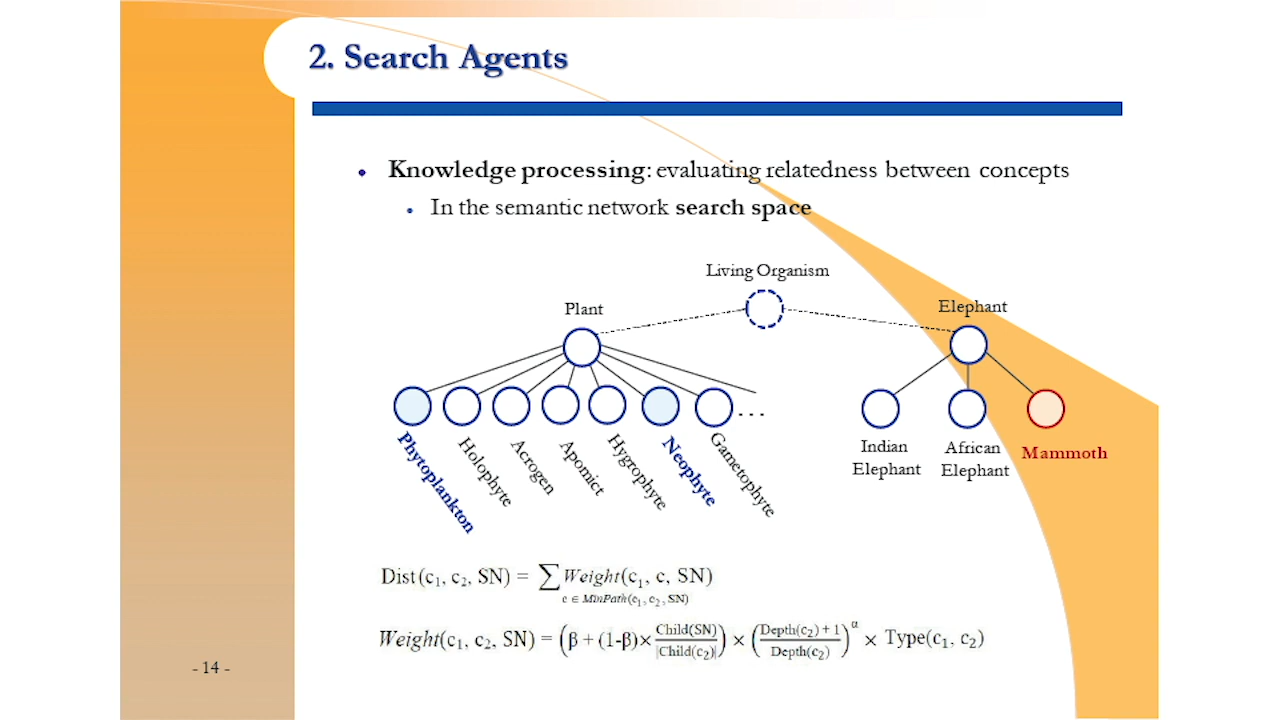 2. Search Agents
• Knowledge processing: evaluating relatedness between concepts
• In the semantic network search space
Living Organism
Plant
Elephant
...
Phytoplankton
Holophyte
Acrogen
Apomict
Hygrophyte
Neophyte
Gametophyte
Indian
Elephant
African
Elephant
Mammoth
Dist(c₁, c₂, SN) = ∑ Weight(c₁, c, SN)
c ∈ MinPath(c₁, c₂, SN)
Weight(c₁, c₂, SN) = (β + (1-β)× Child(SN) / |Child(c₂)|) × (Depth(c₂) + 1 / Depth(c₂))^α × Type(c₁, c₂)
- 14 -